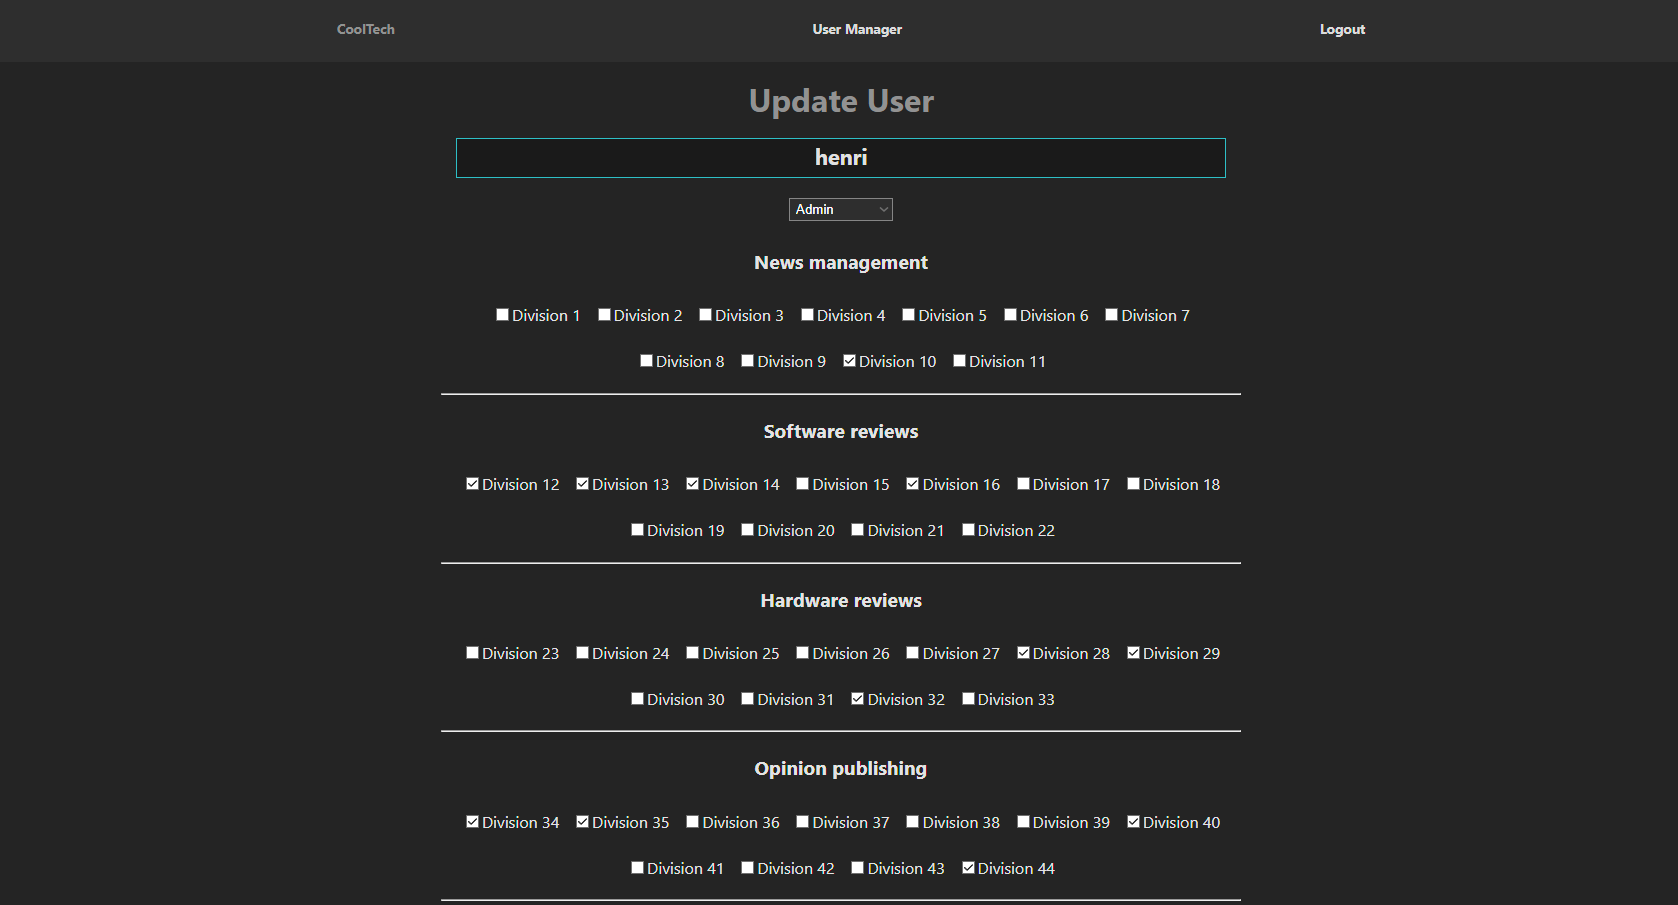 CoolTech User Manager Logout
Update User
henri
Admin
News management
Division 1 Division 2 Division 3 Division 4 Division 5 Division 6 Division 7
Division 8 Division 9 Division 10 Division 11
Software reviews
Division 12 Division 13 Division 14 Division 15 Division 16 Division 17 Division 18
Division 19 Division 20 Division 21 Division 22
Hardware reviews
Division 23 Division 24 Division 25 Division 26 Division 27 Division 28 Division 29
Division 30 Division 31 Division 32 Division 33
Opinion publishing
Division 34 Division 35 Division 36 Division 37 Division 38 Division 39 Division 40
Division 41 Division 42 Division 43 Division 44